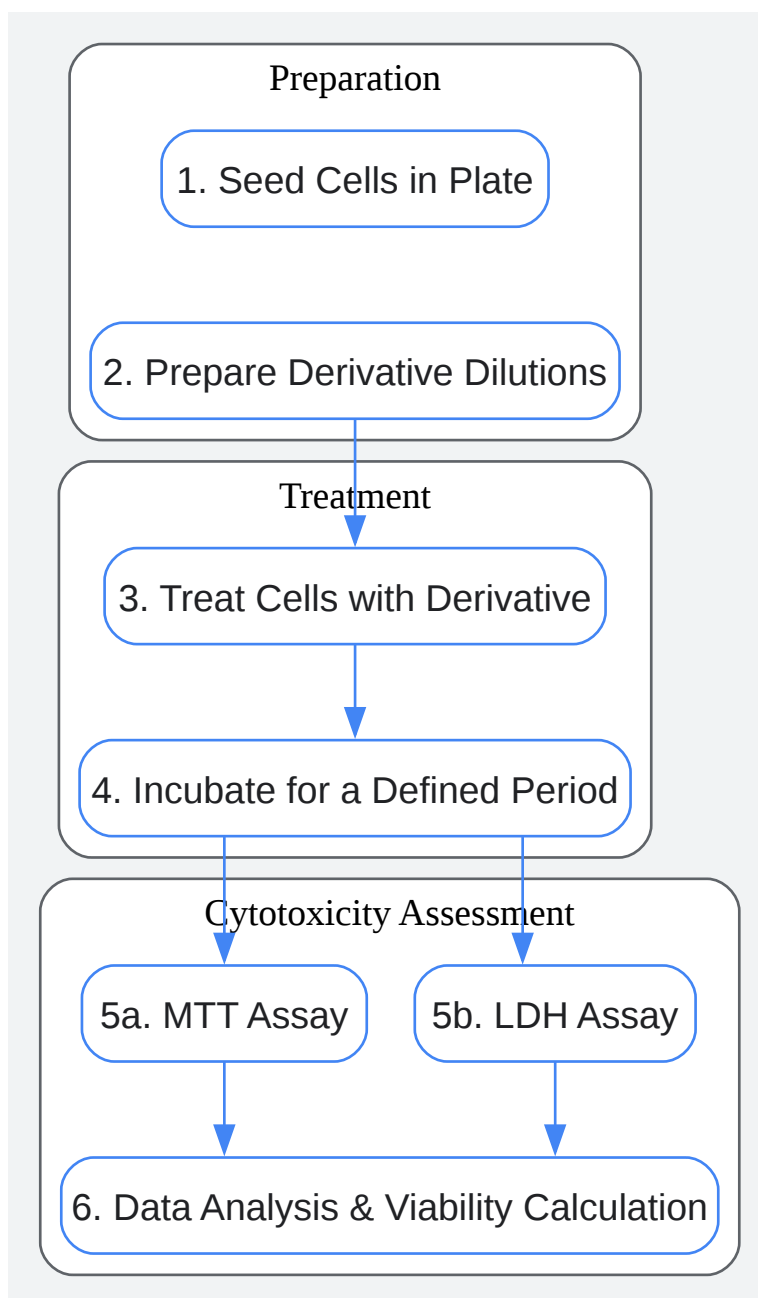 Preparation
1. Seed Cells in Plate
2. Prepare Derivative Dilutions
Treatment
3. Treat Cells with Derivative
4. Incubate for a Defined Period
Cytotoxicity Assessment
5a. MTT Assay
5b. LDH Assay
6. Data Analysis & Viability Calculation